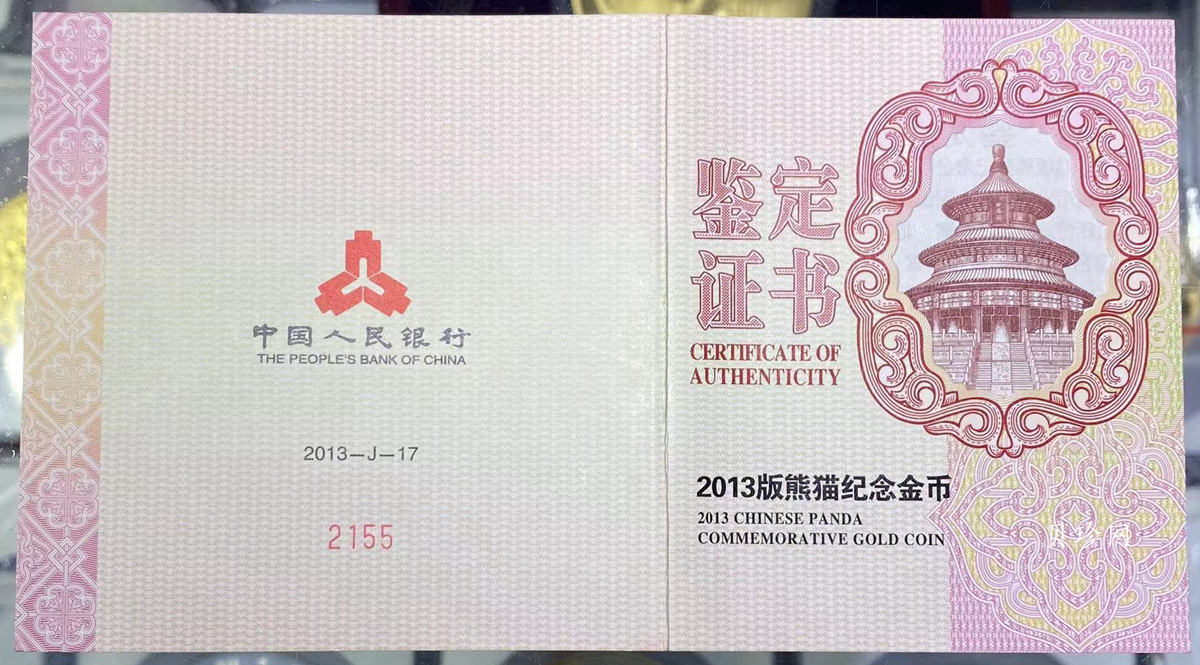 中国人民银行
THE PEOPLE'S BANK OF CHINA
2013—J—17
2155
鉴定
证书
CERTIFICATE OF
AUTHENTICITY
2013版熊猫纪念金币
2013 CHINESE PANDA
COMMEMORATIVE GOLD COIN